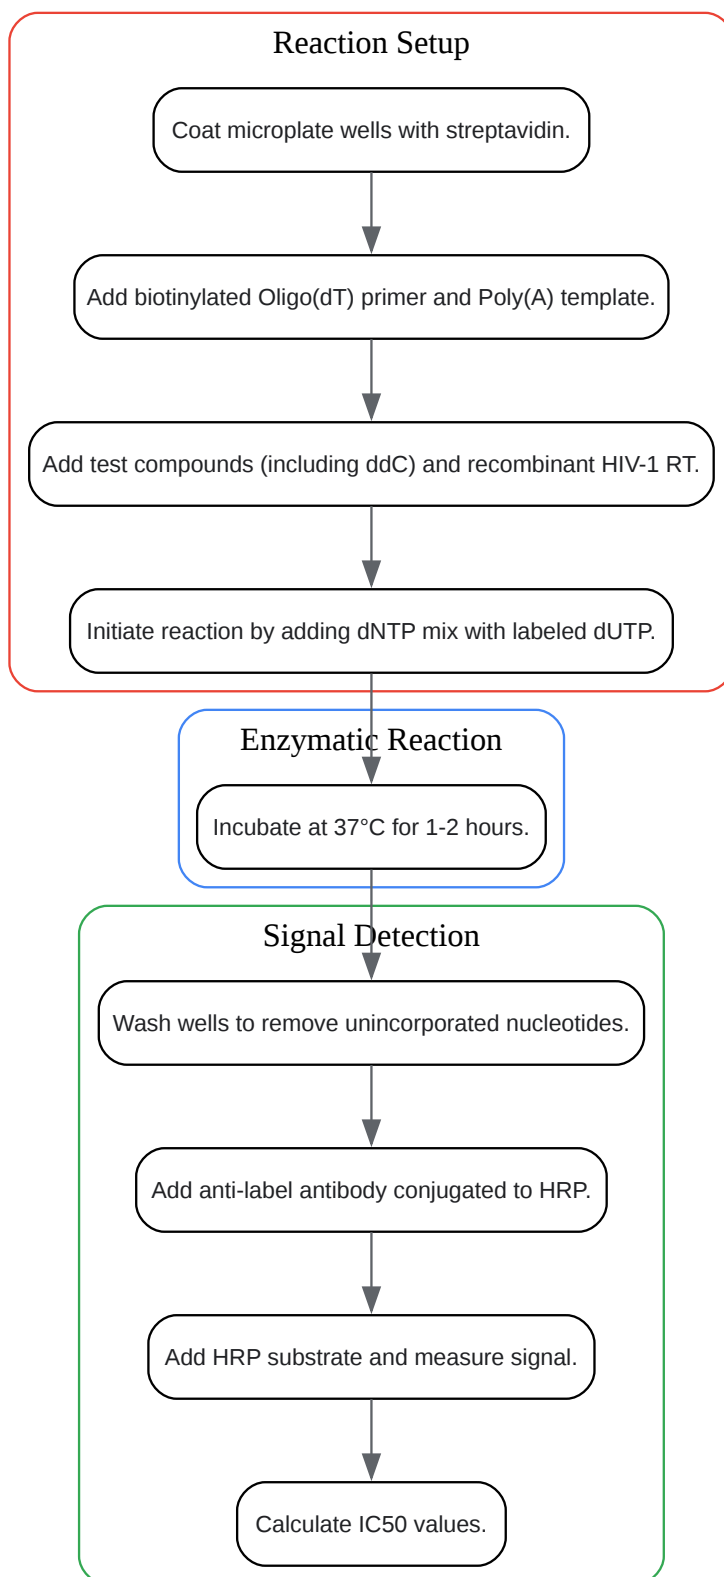 Reaction Setup
Coat microplate wells with streptavidin.
Add biotinylated Oligo(dT) primer and Poly(A) template.
Add test compounds (including ddC) and recombinant HIV-1 RT.
Initiate reaction by adding dNTP mix with labeled dUTP.
Enzymatic Reaction
Incubate at 37°C for 1-2 hours.
Signal Detection
Wash wells to remove unincorporated nucleotides.
Add anti-label antibody conjugated to HRP.
Add HRP substrate and measure signal.
Calculate IC50 values.